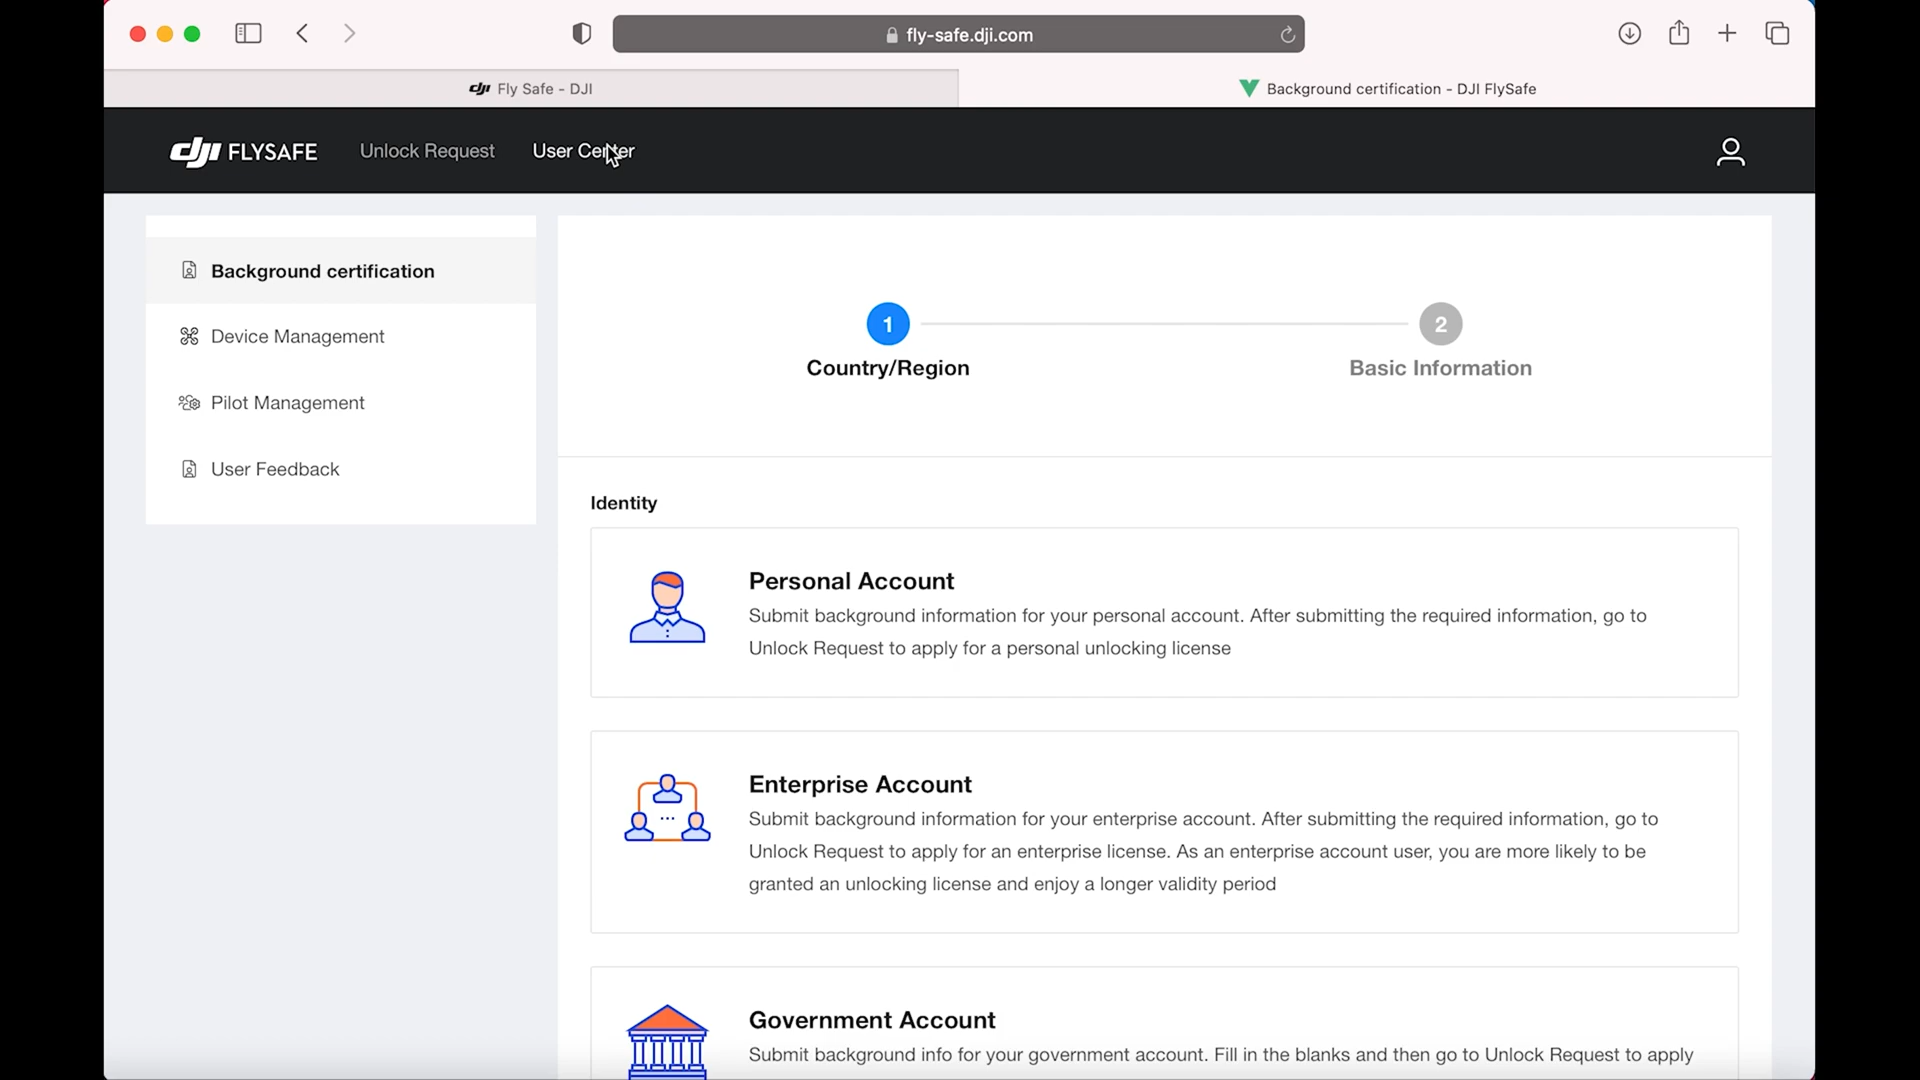 fly-safe.dji.com
dji Fly Safe - DJI
Background certification - DJI FlySafe
dji FLYSAFE
Unlock Request
User Center
Background certification
Device Management
Pilot Management
User Feedback
1
2
Country/Region
Basic Information
Identity
Personal Account
Submit background information for your personal account. After submitting the required information, go to
Unlock Request to apply for a personal unlocking license
Enterprise Account
Submit background information for your enterprise account. After submitting the required information, go to
Unlock Request to apply for an enterprise license. As an enterprise account user, you are more likely to be
granted an unlocking license and enjoy a longer validity period
Government Account
Submit background info for your government account. Fill in the blanks and then go to Unlock Request to apply